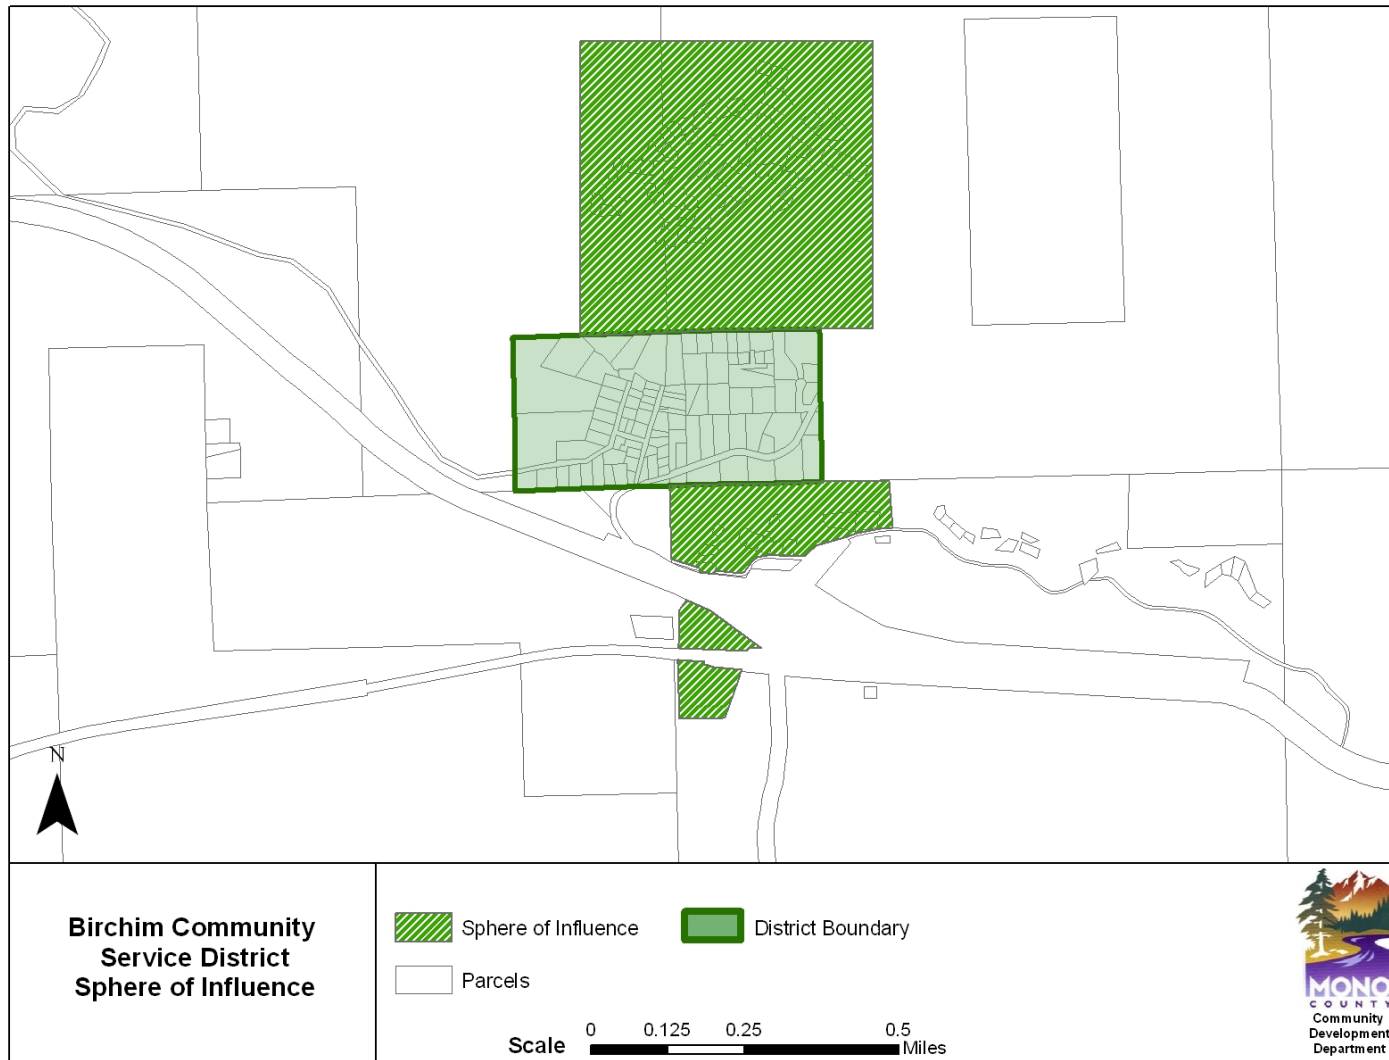 N
Birchim Community
Service District
Sphere of Influence
Sphere of Influence
District Boundary
Parcels
Scale
0 0.125 0.25 0.5
Miles
MONO
COUNTY
Community
Development
Department